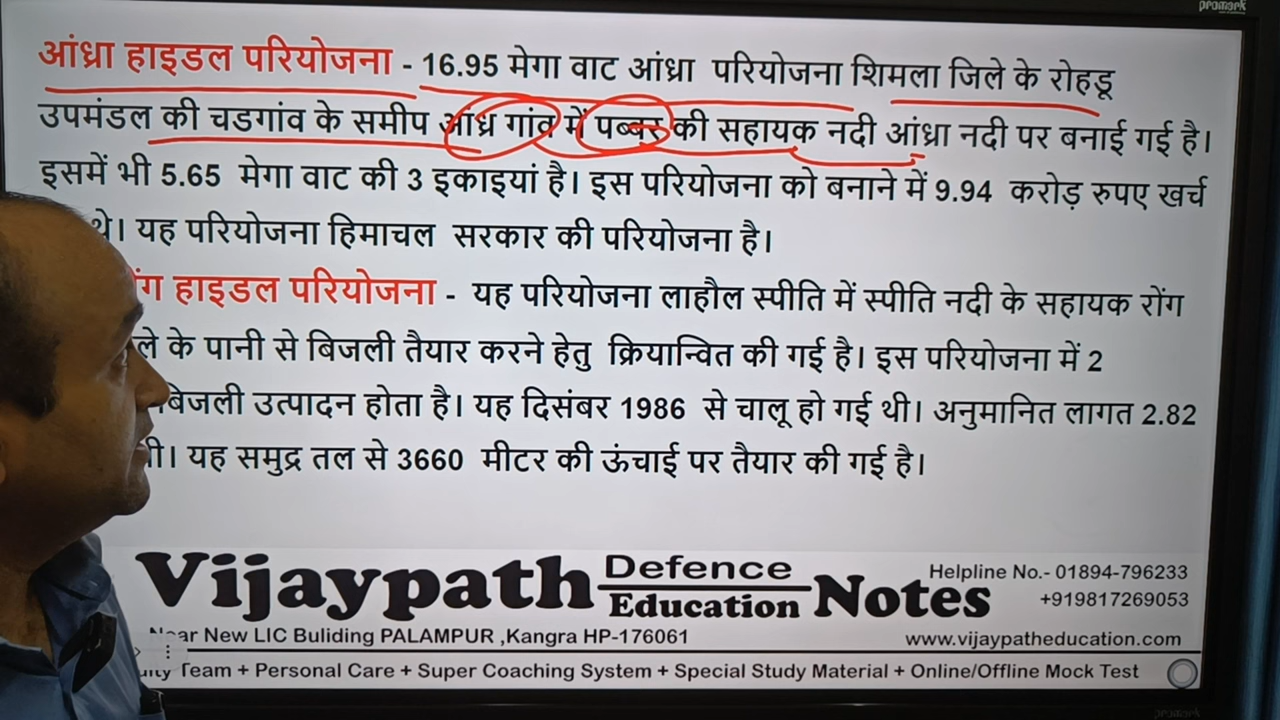 promark
आंध्रा हाइडल परियोजना - 16.95 मेगा वाट आंध्रा परियोजना शिमला जिले के रोहडू
उपमंडल की चडगांव के समीप आंध्र गांव में पब्बर की सहायक नदी आंध्रा नदी पर बनाई गई है।
इसमें भी 5.65 मेगा वाट की 3 इकाइयां है। इस परियोजना को बनाने में 9.94 करोड़ रुपए खर्च
थे। यह परियोजना हिमाचल सरकार की परियोजना है।
हाइडल परियोजना - यह परियोजना लाहौल स्पीति में स्पीति नदी के सहायक रोंग
के पानी से बिजली तैयार करने हेतु क्रियान्वित की गई है। इस परियोजना में 2
बिजली उत्पादन होता है। यह दिसंबर 1986 से चालू हो गई थी। अनुमानित लागत 2.82
यह समुद्र तल से 3660 मीटर की ऊंचाई पर तैयार की गई है।
Vijaypath Defence Education Notes
Helpline No.- 01894-796233
+919817269053
Near New LIC Buliding PALAMPUR ,Kangra HP-176061
www.vijaypatheducation.com
Team + Personal Care + Super Coaching System + Special Study Material + Online/Offline Mock Test